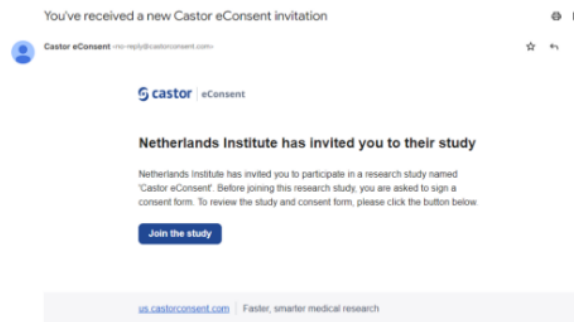 You've received a new Castor eConsent invitation
Castor eConsent <no-reply@castorconsent.com>
castor | eConsent
Netherlands Institute has invited you to their study
Netherlands Institute has invited you to participate in a research study named
'Castor eConsent'. Before joining this research study, you are asked to sign a
consent form. To review the study and consent form, please click the button below.
Join the study
us.castorconsent.com | Faster, smarter medical research